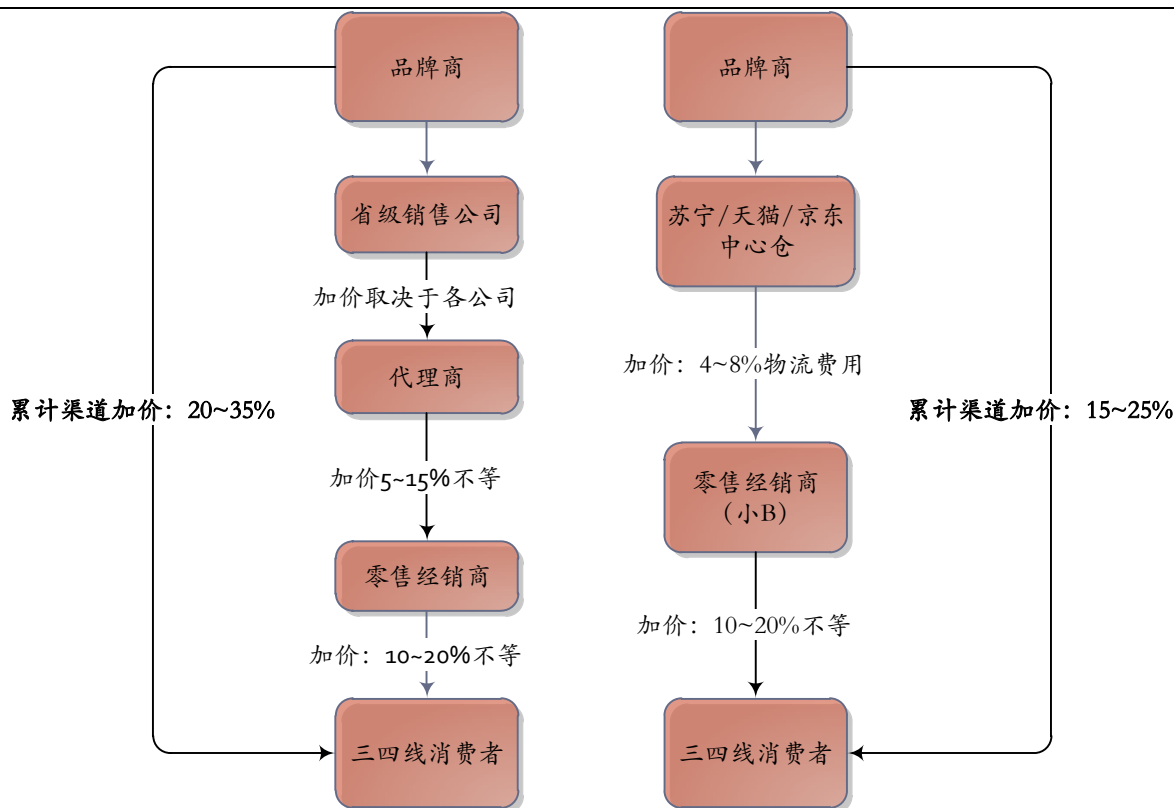 品牌商
省级销售公司
加价取决于各公司
代理商
累计渠道加价：20~35%
加价5~15%不等
零售经销商
加价：10~20%不等
三四线消费者
品牌商
苏宁/天猫/京东
中心仓
加价：4~8%物流费用
累计渠道加价：15~25%
零售经销商
（小B）
加价：10~20%不等
三四线消费者